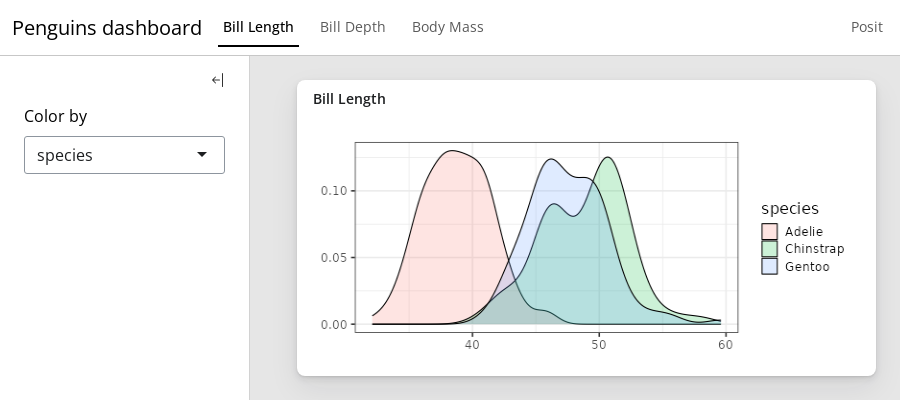 Penguins dashboard Bill Length Bill Depth Body Mass Posit
Color by
species
Bill Length
0.10
0.05
0.00
40 50 60
species
Adelie
Chinstrap
Gentoo